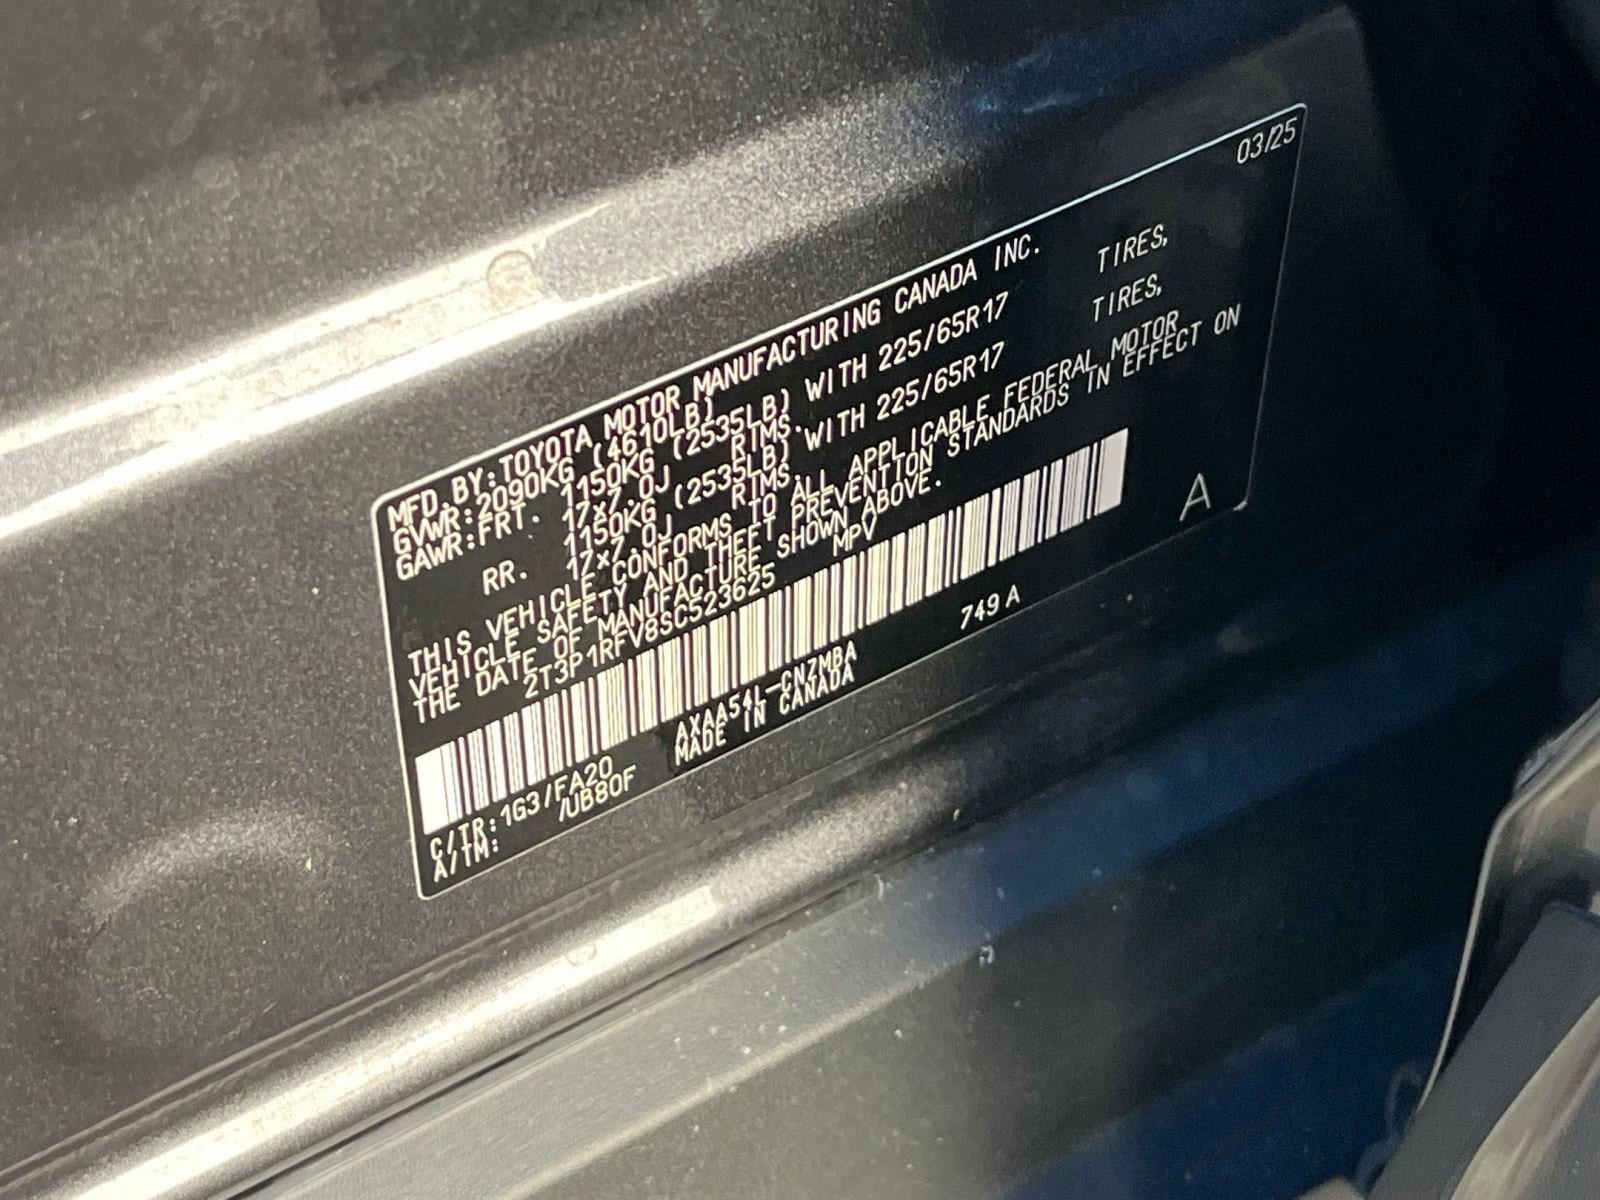 03/25
MFD. BY: TOYOTA MOTOR MANUFACTURING CANADA INC.
GVWR: 2090KG (4610LB)
GAWR: FRT. 1150KG (2535LB) WITH 225/65R17 TIRES,
17x7.0J RIMS.
RR. 1150KG (2535LB) WITH 225/65R17 TIRES,
17x7.0J RIMS.
THIS VEHICLE CONFORMS TO ALL APPLICABLE FEDERAL MOTOR
VEHICLE SAFETY AND THEFT PREVENTION STANDARDS IN EFFECT ON
THE DATE OF MANUFACTURE SHOWN ABOVE.
2T3P1RFV8SC523625 MPV
A
C/TR: 1G3/FA20 AXAA54L-CNZMBA 749A
A/TM: /UB80F MADE IN CANADA